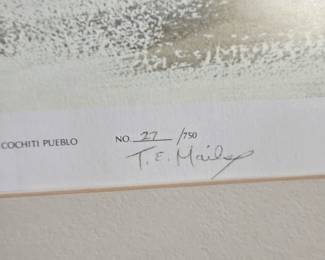 COCHITI PUEBLO NO. 27 /750
T.E. Mails